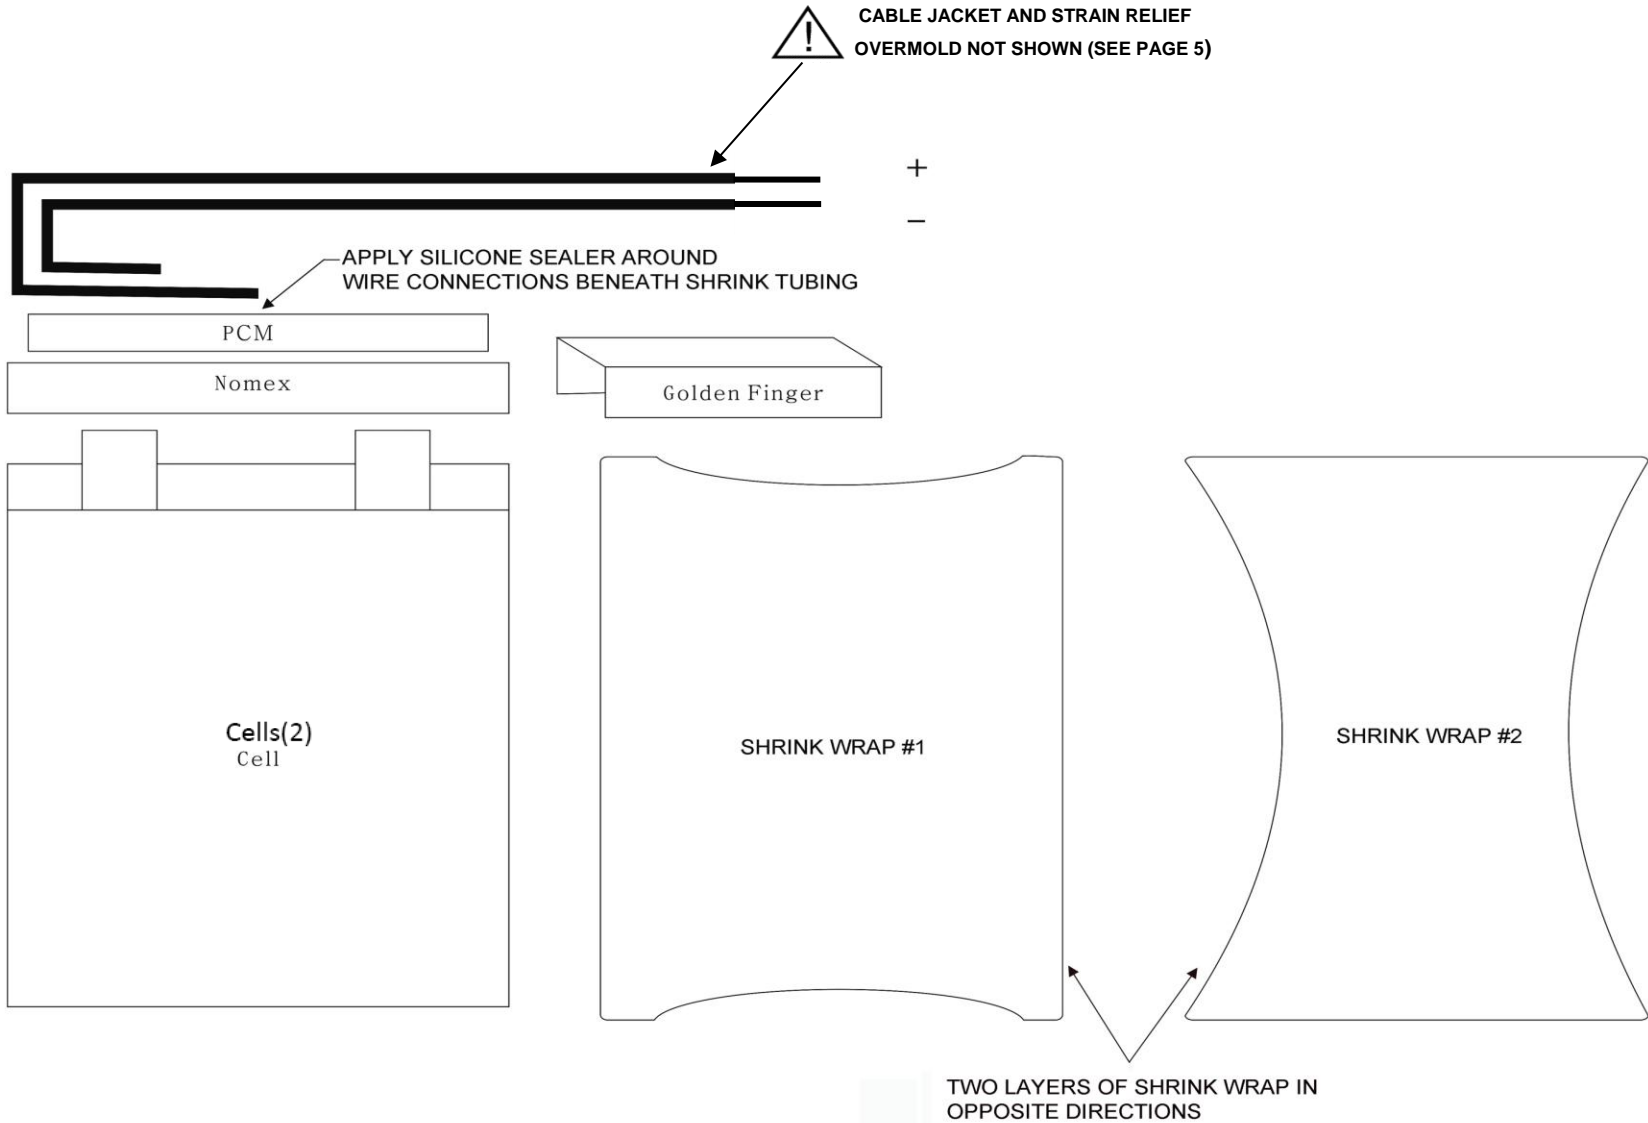 CABLE JACKET AND STRAIN RELIEF
OVERMOLD NOT SHOWN (SEE PAGE 5)
!
+
−
APPLY SILICONE SEALER AROUND
WIRE CONNECTIONS BENEATH SHRINK TUBING
PCM
Nomex
Golden Finger
Cells(2)
Cell
SHRINK WRAP #1
SHRINK WRAP #2
TWO LAYERS OF SHRINK WRAP IN
OPPOSITE DIRECTIONS